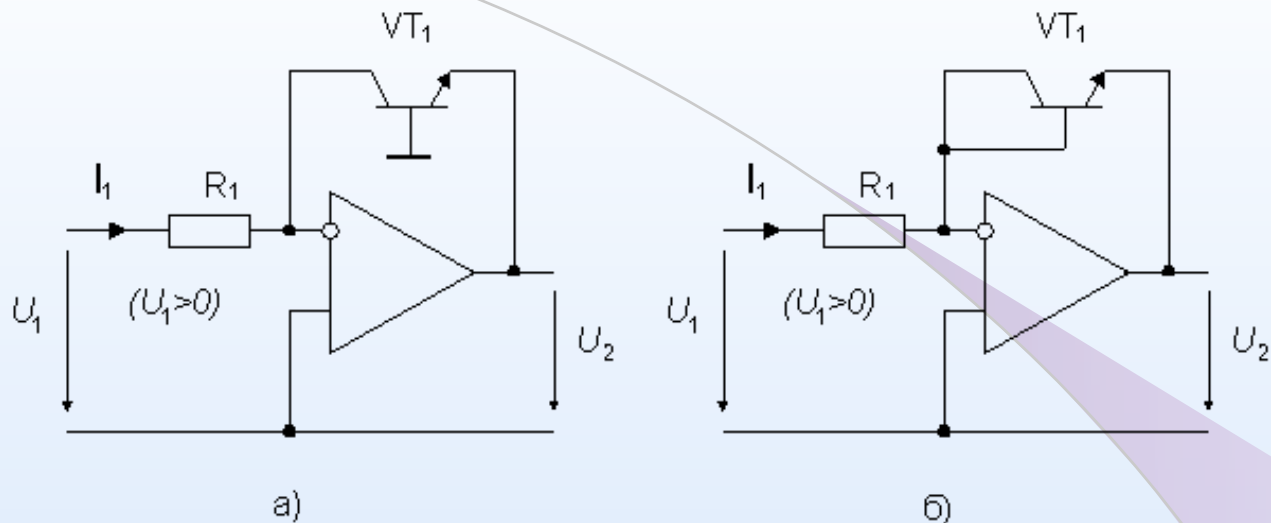 VT₁
VT₁
I₁
R₁
I₁
R₁
U₁
(U₁>0)
U₂
U₁
(U₁>0)
U₂
а)
б)